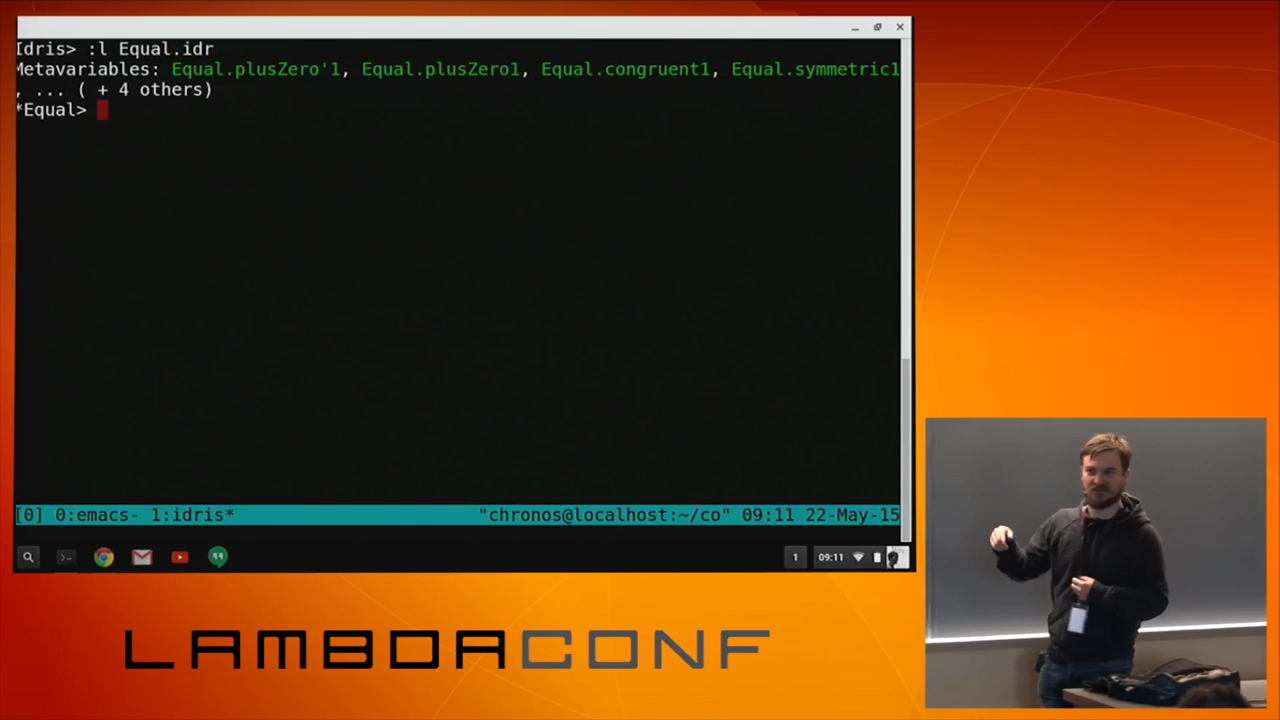 Idris> :l Equal.idr
Metavariables: Equal.plusZero'1, Equal.plusZero1, Equal.congruent1, Equal.symmetric1
, ... ( + 4 others)
*Equal>
[0] 0:emacs- 1:idris* "chronos@localhost:~/co" 09:11 22-May-15
1 09:11
LAMBDACONF